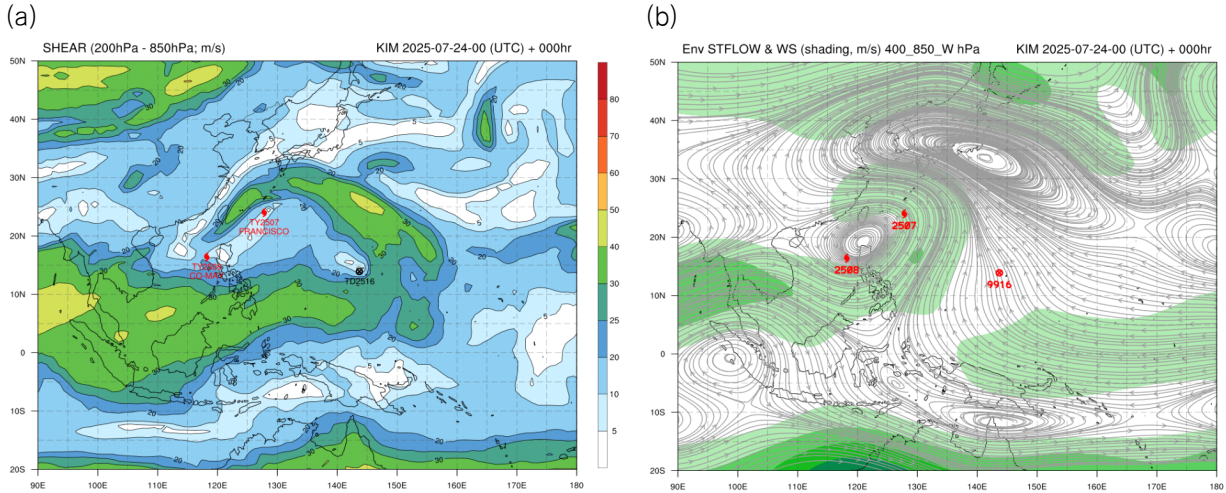 (a)
(b)
SHEAR (200hPa - 850hPa; m/s)
KIM 2025-07-24-00 (UTC) + 000hr
50N
40N
30N
20N
10N
0
10S
20S
90E
100E
110E
120E
130E
140E
150E
160E
170E
180
80
70
60
50
40
30
25
20
15
5
TY2507
FRANCISCO
CO-MAY
TD2516
Env STFLOW & WS (shading, m/s) 400_850_W hPa
KIM 2025-07-24-00 (UTC) + 000hr
50N
40N
30N
20N
10N
0
10S
20S
90E
100E
110E
120E
130E
140E
150E
160E
170E
180
2507
2508
9916